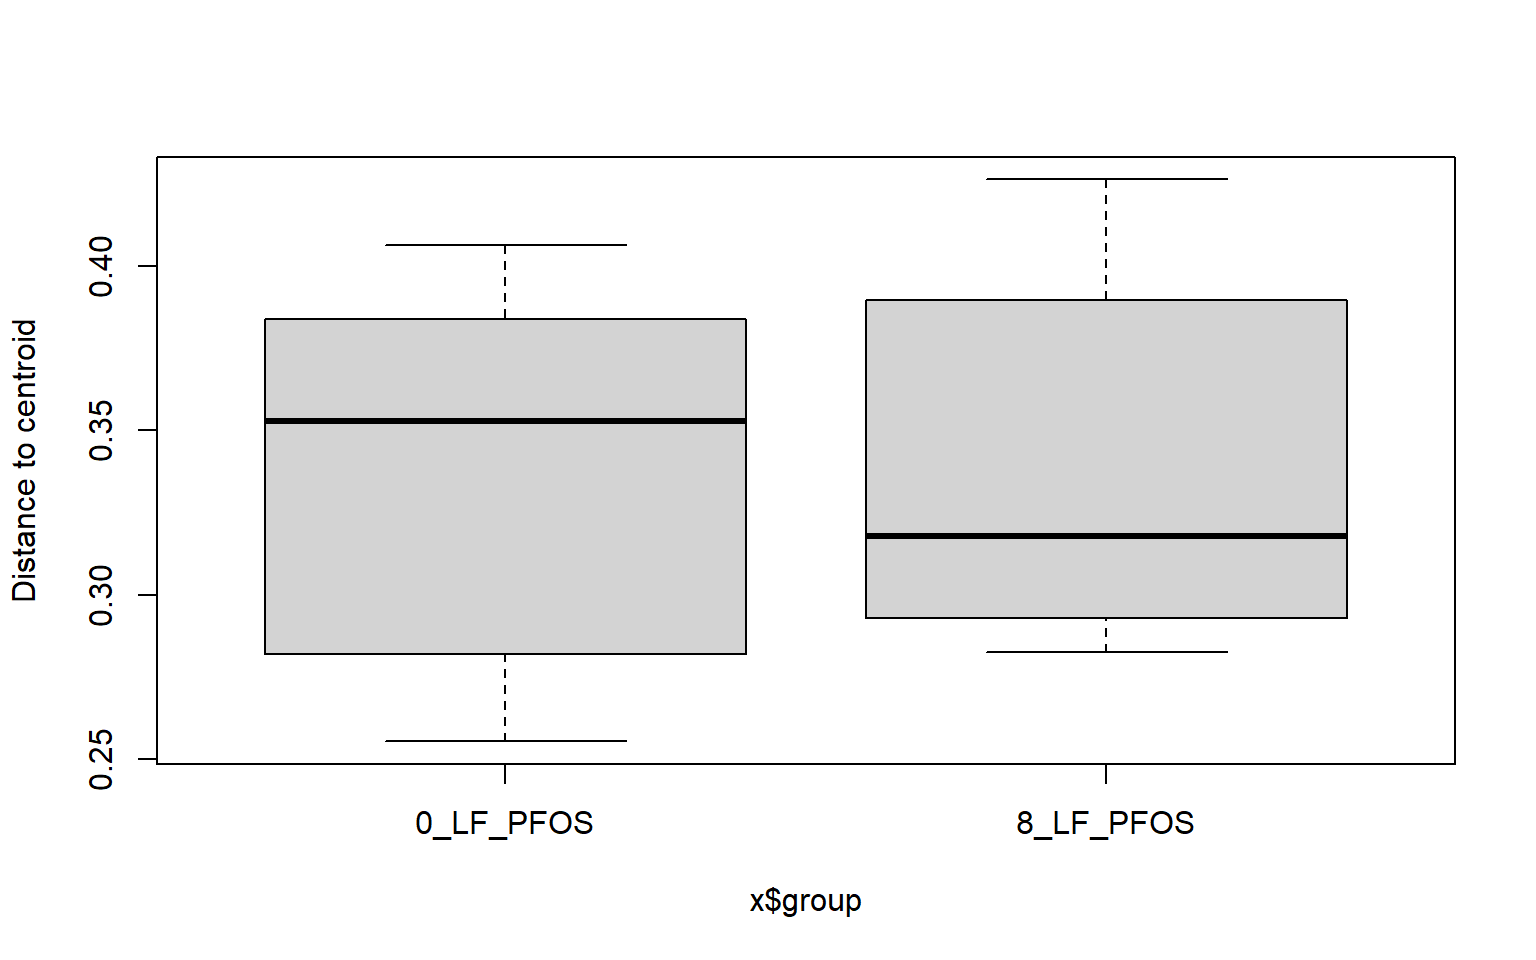 Distance to centroid
0.40
0.35
0.30
0.25
0_LF_PFOS
8_LF_PFOS
x$group